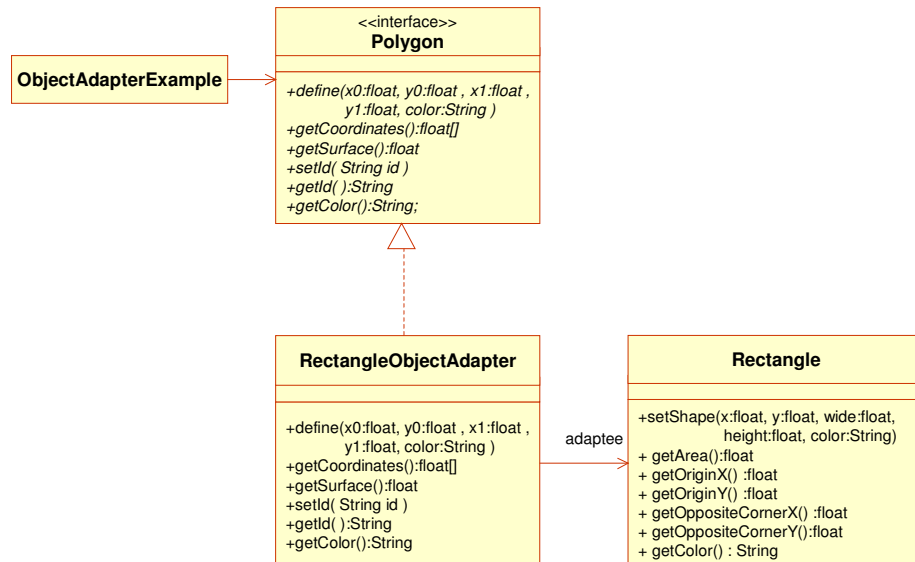 <<interface>>
Polygon
ObjectAdapterExample
+define(x0:float, y0:float , x1:float ,
y1:float, color:String )
+getCoordinates():float[]
+getSurface():float
+setId( String id )
+getId( ):String
+getColor():String;
RectangleObjectAdapter
+define(x0:float, y0:float , x1:float ,
y1:float, color:String )
+getCoordinates():float[]
+getSurface():float
+setId( String id )
+getId( ):String
+getColor():String
adaptee
Rectangle
+setShape(x:float, y:float, wide:float,
height:float, color:String)
+ getArea():float
+ getOriginX() :float
+ getOriginY() :float
+ getOppositeCornerX() :float
+ getOppositeCornerY():float
+ getColor() : String